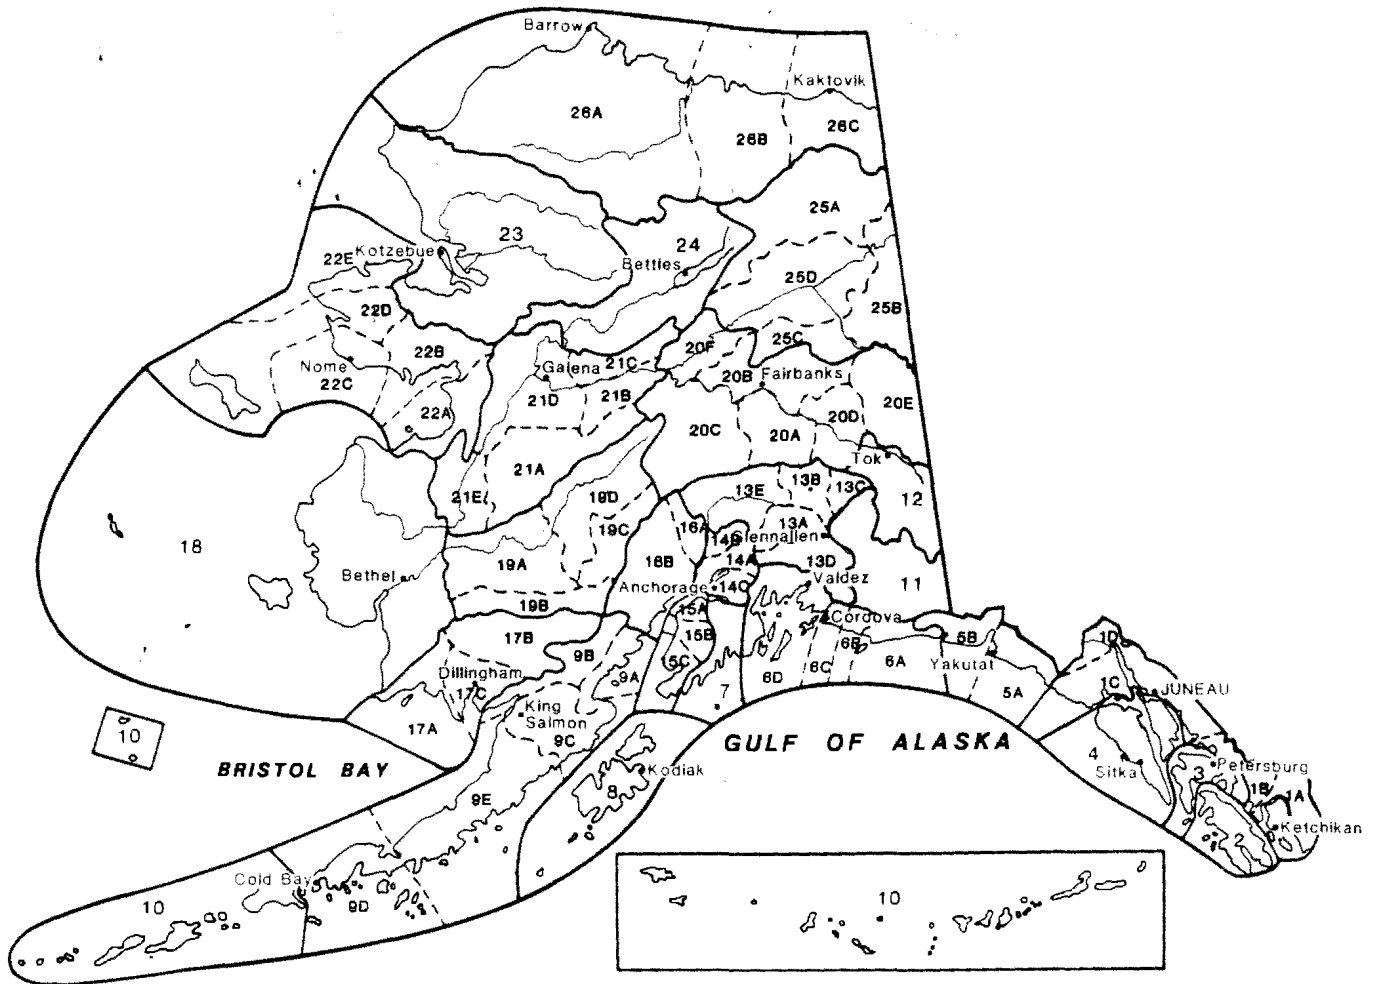 Barrow
Kaktovik
26A
26B
26C
25A
23
24
Kotzebue
22E
Bettles
25D
22D
25B
25C
22B
20F
Nome
22C
Galena
21C
20B
Fairbanks
21D
21B
20E
22A
20D
20C
20A
Tok
21A
13B
13E
13C
21E
19D
12
19C
16A
13A
14B
Glennallen
18
19A
16B
14A
13D
Bethel
Anchorage
14C
Valdez
11
19B
15A
Cordova
17B
15B
6B
5B
1D
9B
15C
6A
Yakutat
Dillingham
9A
6D
6C
1C
17C
7
5A
JUNEAU
King
Salmon
17A
9C
10
GULF OF ALASKA
BRISTOL BAY
4
Kodiak
Sitka
3
Petersburg
8
1B
1A
9E
Ketchikan
2
Cold Bay
10
9D
10